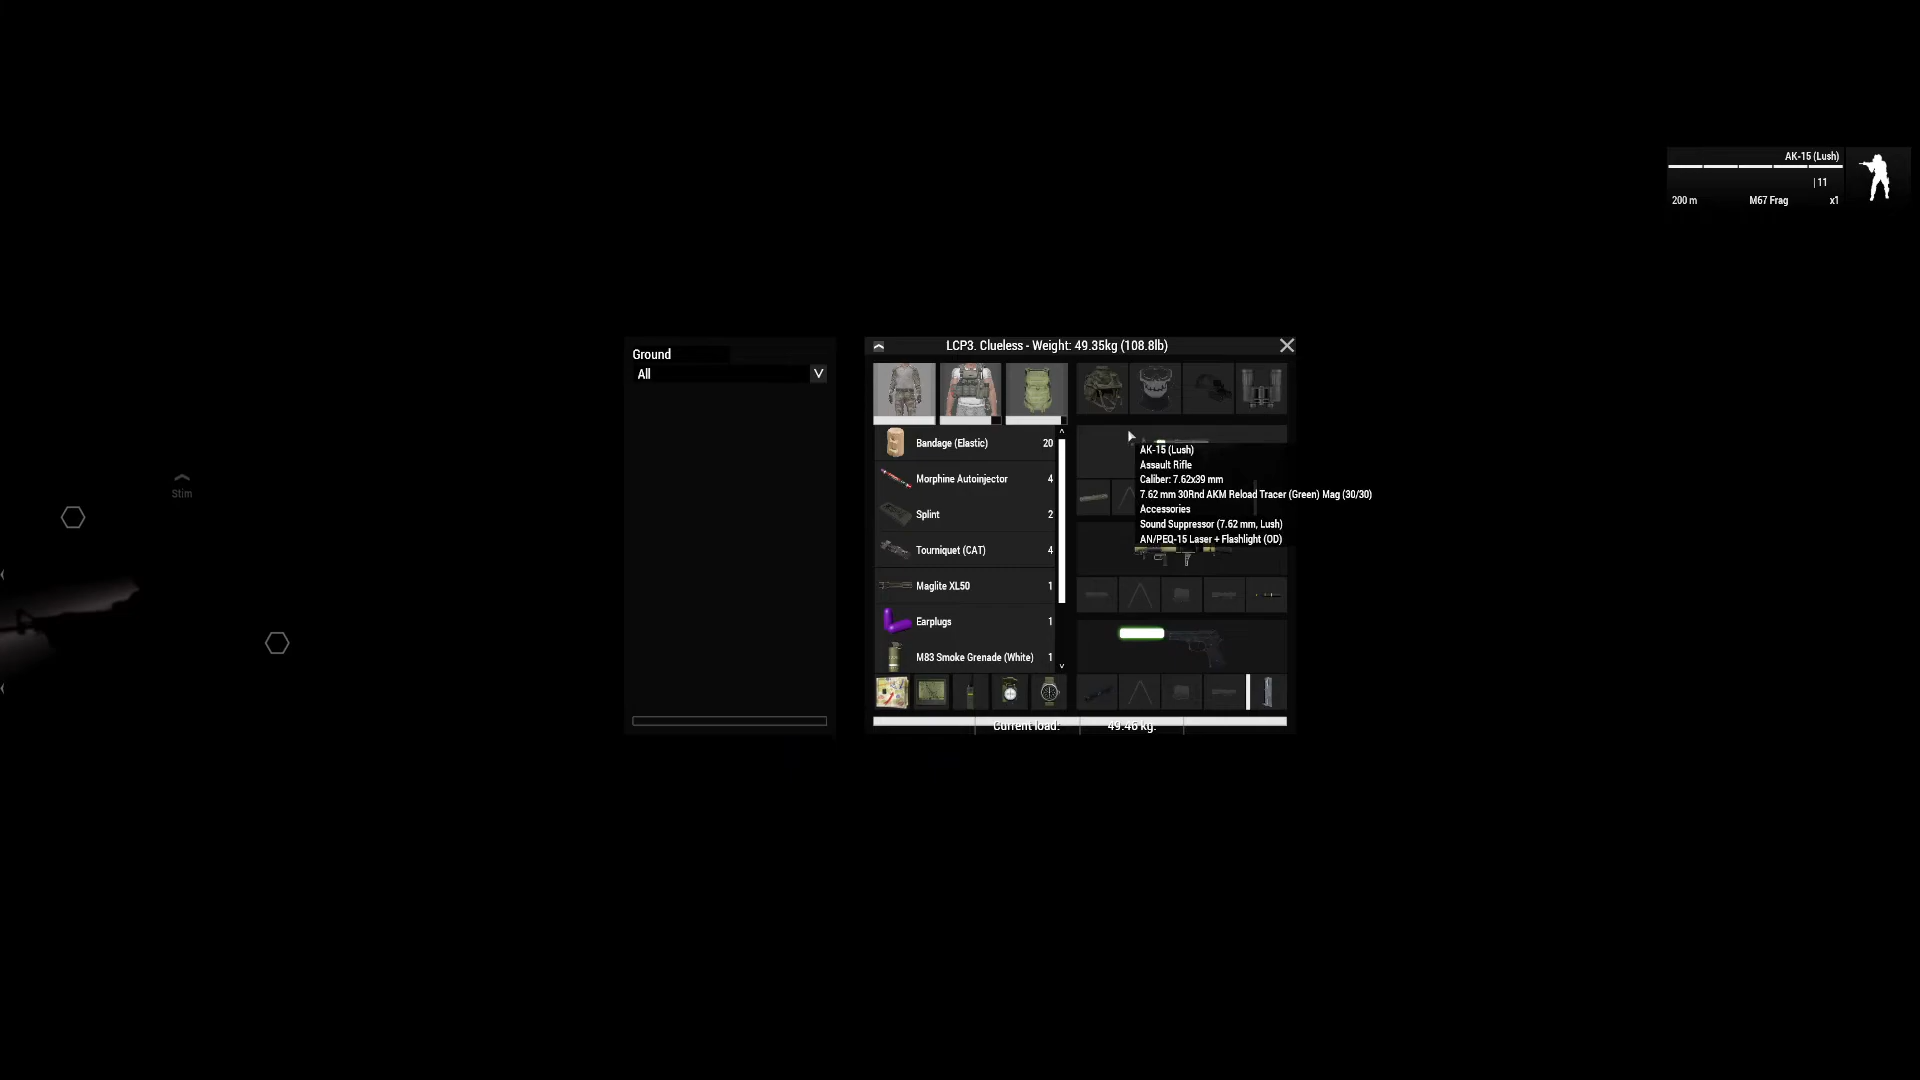 AK-15 (Lush)
| 11
200 m M67 Frag x1
LCP3. Clueless - Weight: 49.35kg (108.8lb)
Ground
All
Bandage (Elastic) 20
Morphine Autoinjector 4
Splint 2
Tourniquet (CAT) 4
Maglite XL50 1
Earplugs 1
M83 Smoke Grenade (White) 1
AK-15 (Lush)
Assault Rifle
Caliber: 7.62x39 mm
7.62 mm 30Rnd AKM Reload Tracer (Green) Mag (30/30)
Accessories
Sound Suppressor (7.62 mm, Lush)
AN/PEQ-15 Laser + Flashlight (OD)
Stim
Current load: 49.46 kg.